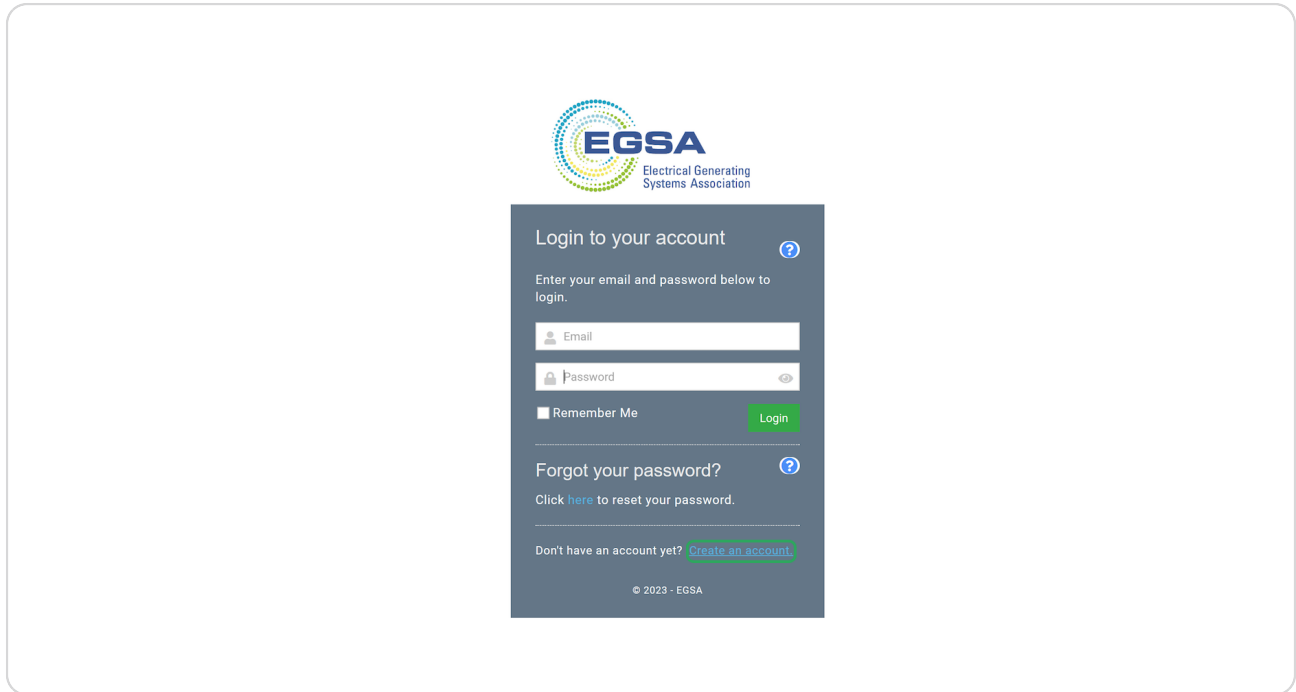 EGSA
Electrical Generating
Systems Association
Login to your account
?
Enter your email and password below to
login.
Email
Password
Remember Me
Login
Forgot your password?
?
Click here to reset your password.
Don't have an account yet? Create an account.
© 2023 - EGSA